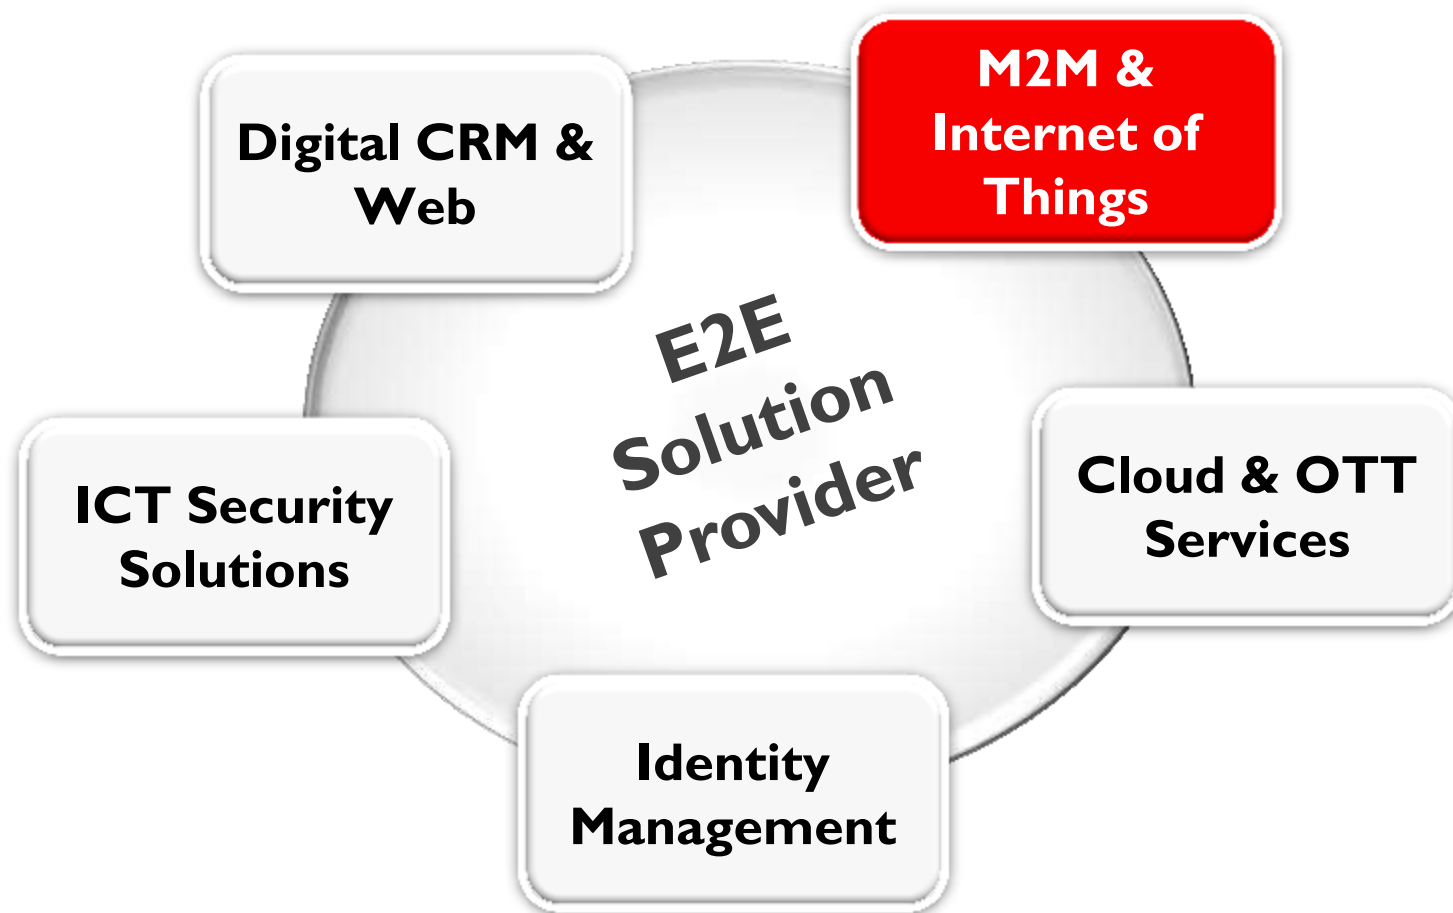 M2M &
Internet of
Things
Digital CRM &
Web
E2E
Solution
Provider
Cloud & OTT
Services
ICT Security
Solutions
Identity
Management